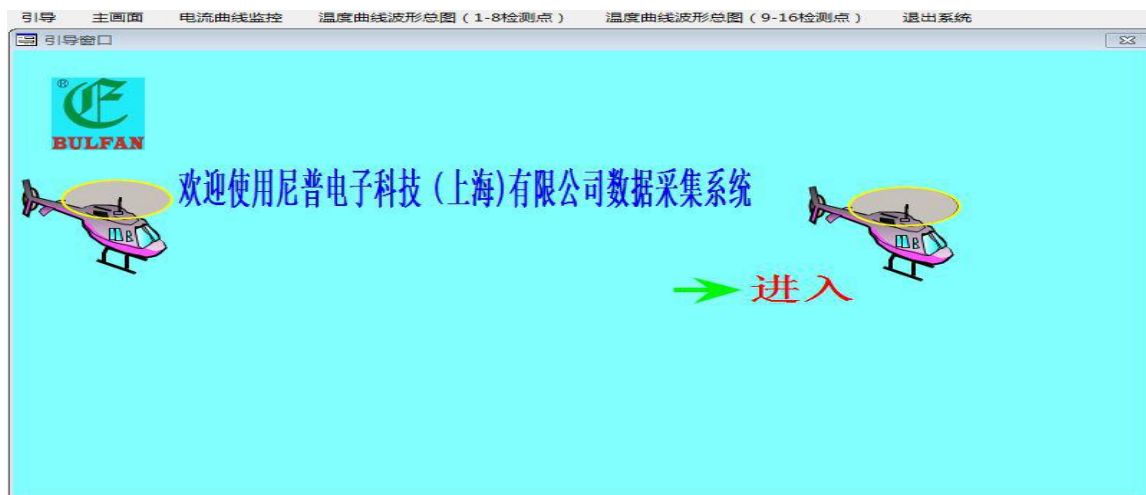 引导 主画面 电流曲线监控 温度曲线波形总图（1-8检测点） 温度曲线波形总图（9-16检测点） 退出系统
引导窗口
®
BULFAN
欢迎使用尼普电子科技（上海)有限公司数据采集系统
进入